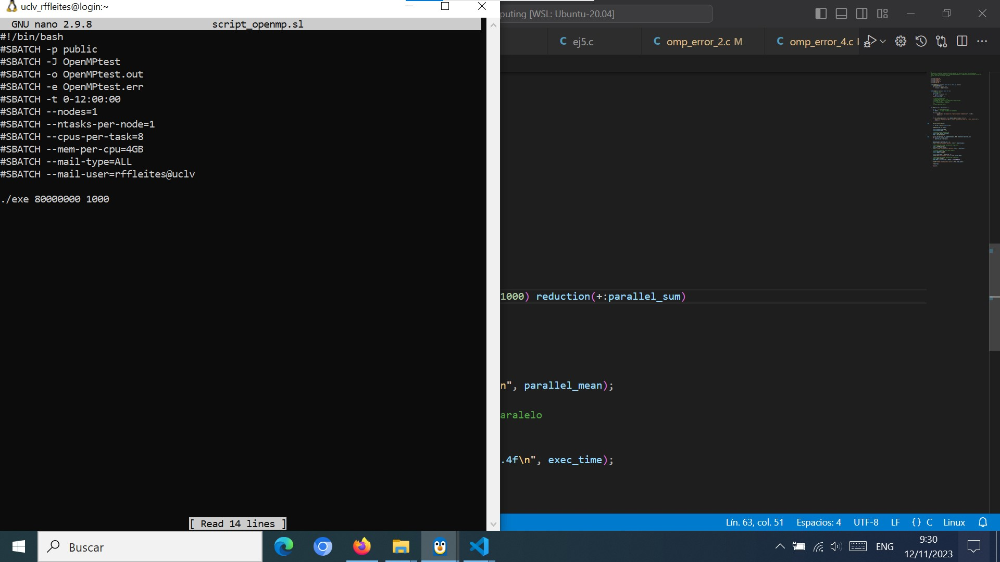 uclv_rffleites@login:~
GNU nano 2.9.8 script_openmp.sl
#!/bin/bash
#SBATCH -p public
#SBATCH -J OpenMPtest
#SBATCH -o OpenMPtest.out
#SBATCH -e OpenMPtest.err
#SBATCH -t 0-12:00:00
#SBATCH --nodes=1
#SBATCH --ntasks-per-node=1
#SBATCH --cpus-per-task=8
#SBATCH --mem-per-cpu=4GB
#SBATCH --mail-type=ALL
#SBATCH --mail-user=rffleites@uclv
./exe 80000000 1000
[ Read 14 lines ]
puting [WSL: Ubuntu-20.04]
C ej5.c
C omp_error_2.c M
C omp_error_4.c
1000) reduction(+:parallel_sum)
n", parallel_mean);
aralelo
.4f\n", exec_time);
Lín. 63, col. 51 Espacios: 4 UTF-8 LF {} C Linux
Buscar
ENG
9:30
12/11/2023